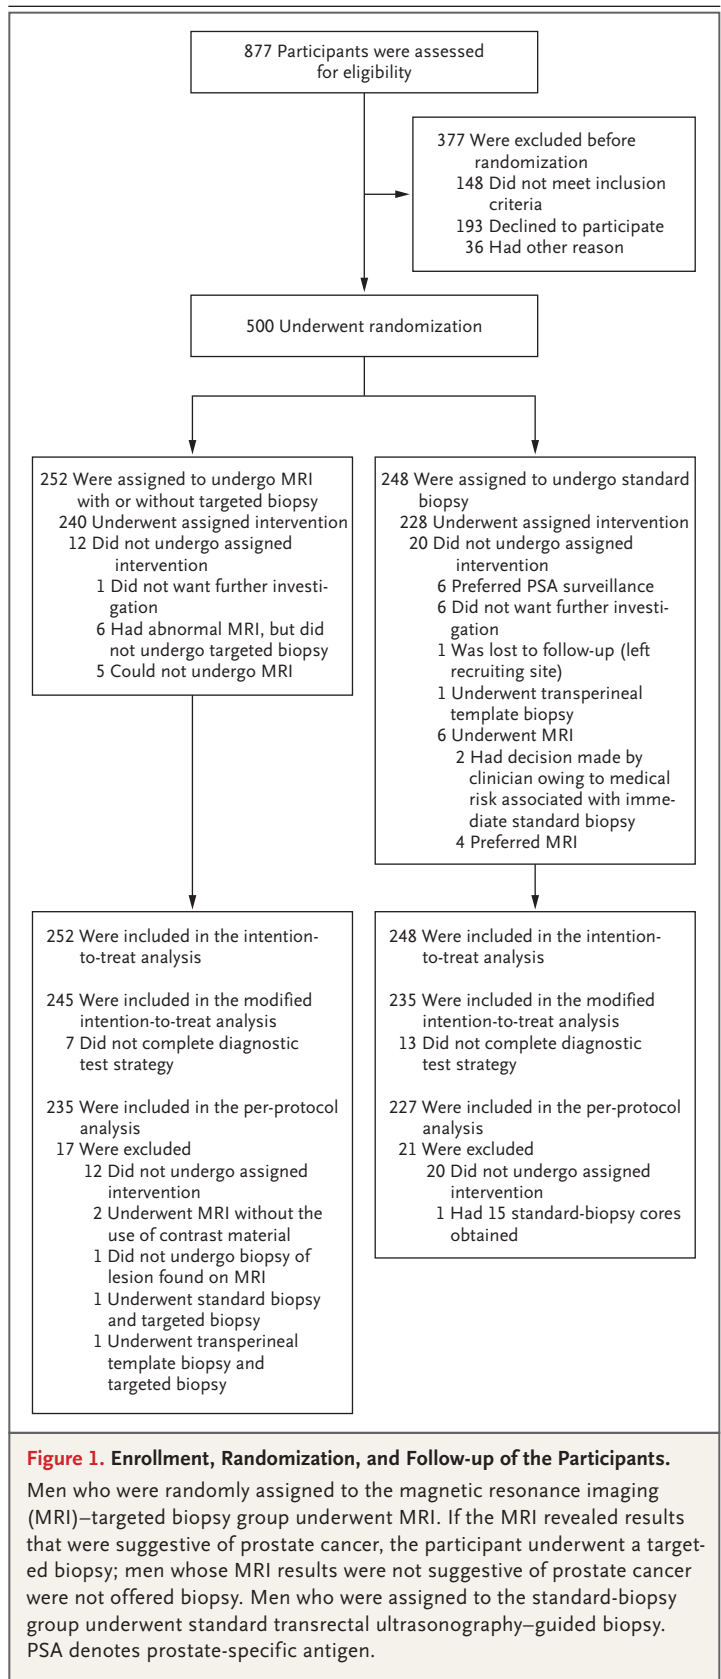 877 Participants were assessed
for eligibility
377 Were excluded before
randomization
148 Did not meet inclusion
criteria
193 Declined to participate
36 Had other reason
500 Underwent randomization
252 Were assigned to undergo MRI
with or without targeted biopsy
240 Underwent assigned intervention
12 Did not undergo assigned
intervention
1 Did not want further investi-
gation
6 Had abnormal MRI, but did
not undergo targeted biopsy
5 Could not undergo MRI
248 Were assigned to undergo standard
biopsy
228 Underwent assigned intervention
20 Did not undergo assigned
intervention
6 Preferred PSA surveillance
6 Did not want further investi-
gation
1 Was lost to follow-up (left
recruiting site)
1 Underwent transperineal
template biopsy
6 Underwent MRI
2 Had decision made by
clinician owing to medical
risk associated with imme-
diate standard biopsy
4 Preferred MRI
252 Were included in the intention-
to-treat analysis
245 Were included in the modified
intention-to-treat analysis
7 Did not complete diagnostic
test strategy
235 Were included in the per-protocol
analysis
17 Were excluded
12 Did not undergo assigned
intervention
2 Underwent MRI without the
use of contrast material
1 Did not undergo biopsy of
lesion found on MRI
1 Underwent standard biopsy
and targeted biopsy
1 Underwent transperineal
template biopsy and
targeted biopsy
248 Were included in the intention-
to-treat analysis
235 Were included in the modified
intention-to-treat analysis
13 Did not complete diagnostic
test strategy
227 Were included in the per-protocol
analysis
21 Were excluded
20 Did not undergo assigned
intervention
1 Had 15 standard-biopsy cores
obtained
Figure 1. Enrollment, Randomization, and Follow-up of the Participants.
Men who were randomly assigned to the magnetic resonance imaging
(MRI)–targeted biopsy group underwent MRI. If the MRI revealed results
that were suggestive of prostate cancer, the participant underwent a target-
ed biopsy; men whose MRI results were not suggestive of prostate cancer
were not offered biopsy. Men who were assigned to the standard-biopsy
group underwent standard transrectal ultrasonography–guided biopsy.
PSA denotes prostate-specific antigen.